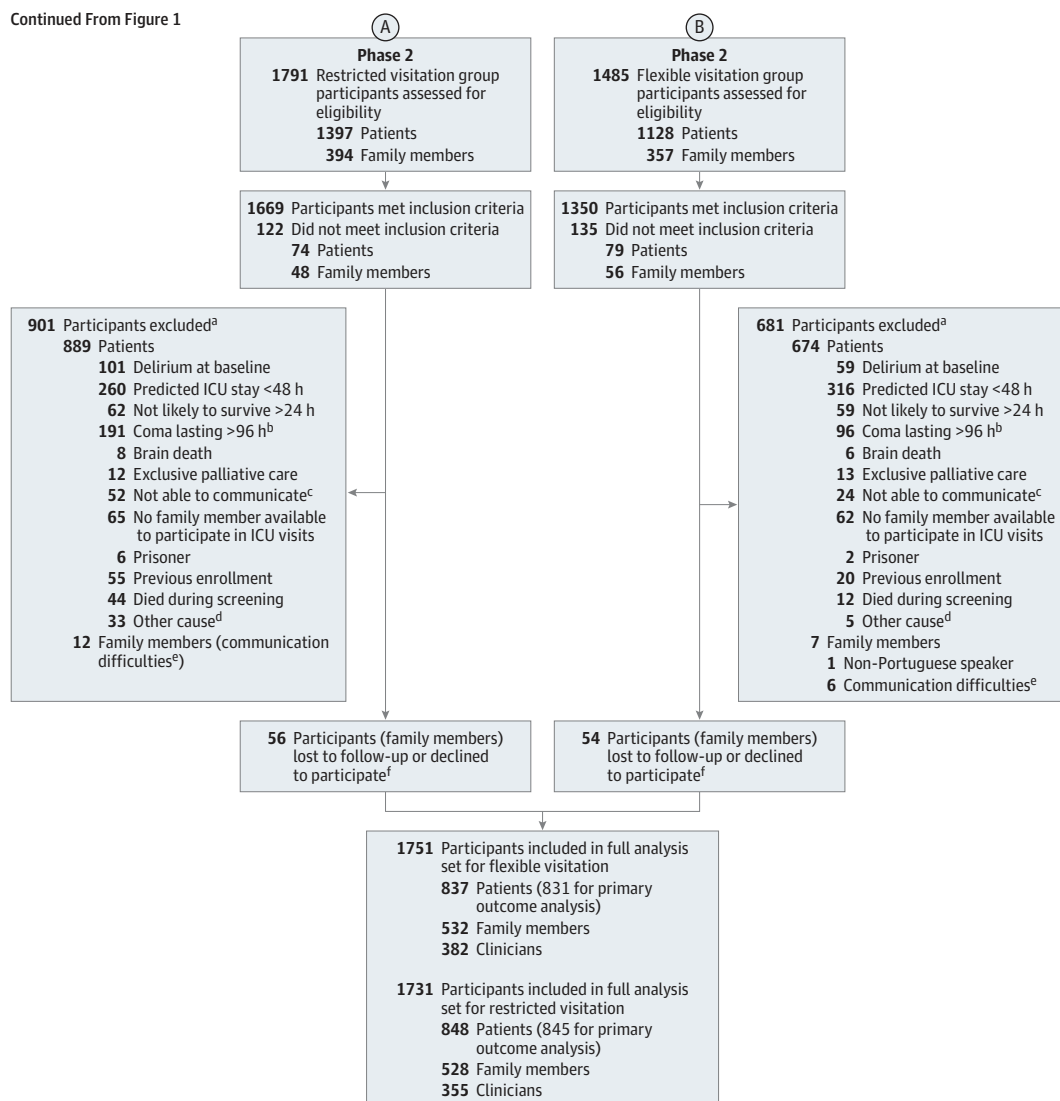 Continued From Figure 1
A
Phase 2
1791 Restricted visitation group
participants assessed for
eligibility
1397 Patients
394 Family members
B
Phase 2
1485 Flexible visitation group
participants assessed for
eligibility
1128 Patients
357 Family members
1669 Participants met inclusion criteria
122 Did not meet inclusion criteria
74 Patients
48 Family members
1350 Participants met inclusion criteria
135 Did not meet inclusion criteria
79 Patients
56 Family members
901 Participants excludedᵃ
889 Patients
101 Delirium at baseline
260 Predicted ICU stay <48 h
62 Not likely to survive >24 h
191 Coma lasting >96 hᵇ
8 Brain death
12 Exclusive palliative care
52 Not able to communicateᶜ
65 No family member available
to participate in ICU visits
6 Prisoner
55 Previous enrollment
44 Died during screening
33 Other causeᵈ
12 Family members (communication
difficultiesᵉ)
681 Participants excludedᵃ
674 Patients
59 Delirium at baseline
316 Predicted ICU stay <48 h
59 Not likely to survive >24 h
96 Coma lasting >96 hᵇ
6 Brain death
13 Exclusive palliative care
24 Not able to communicateᶜ
62 No family member available
to participate in ICU visits
2 Prisoner
20 Previous enrollment
12 Died during screening
5 Other causeᵈ
7 Family members
1 Non-Portuguese speaker
6 Communication difficultiesᵉ
56 Participants (family members)
lost to follow-up or declined
to participateᶠ
54 Participants (family members)
lost to follow-up or declined
to participateᶠ
1751 Participants included in full analysis
set for flexible visitation
837 Patients (831 for primary
outcome analysis)
532 Family members
382 Clinicians
1731 Participants included in full analysis
set for restricted visitation
848 Patients (845 for primary
outcome analysis)
528 Family members
355 Clinicians